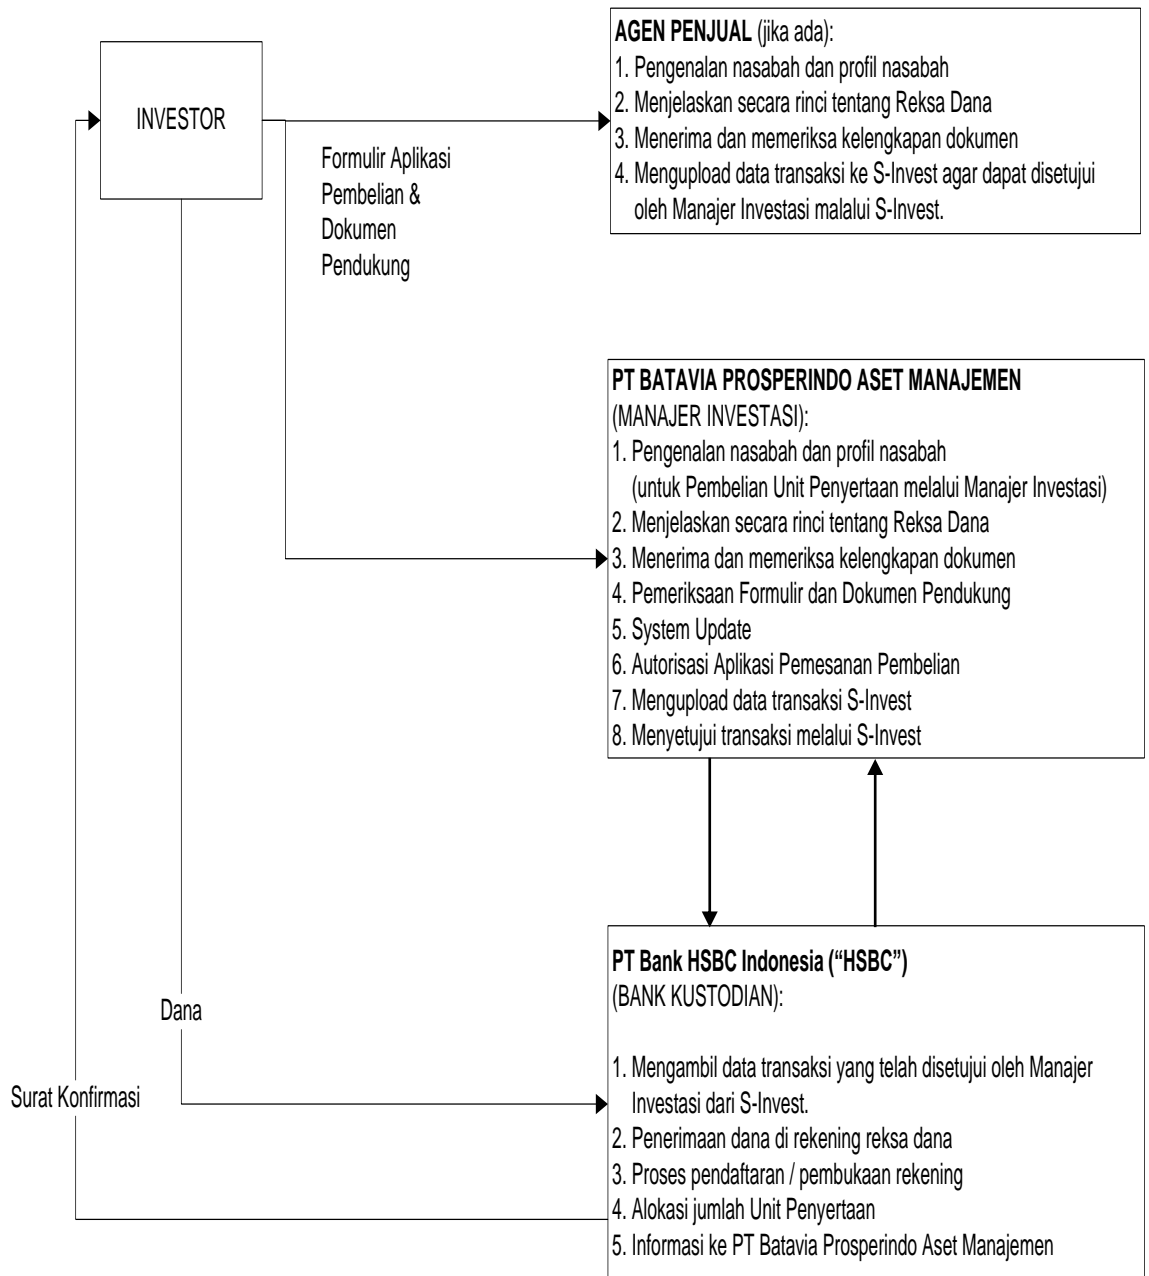 INVESTOR
Formulir Aplikasi
Pembelian &
Dokumen
Pendukung
AGEN PENJUAL (jika ada):
1. Pengenalan nasabah dan profil nasabah
2. Menjelaskan secara rinci tentang Reksa Dana
3. Menerima dan memeriksa kelengkapan dokumen
4. Mengupload data transaksi ke S-Invest agar dapat disetujui
oleh Manajer Investasi malalui S-Invest.
PT BATAVIA PROSPERINDO ASET MANAJEMEN
(MANAJER INVESTASI):
1. Pengenalan nasabah dan profil nasabah
(untuk Pembelian Unit Penyertaan melalui Manajer Investasi)
2. Menjelaskan secara rinci tentang Reksa Dana
3. Menerima dan memeriksa kelengkapan dokumen
4. Pemeriksaan Formulir dan Dokumen Pendukung
5. System Update
6. Autorisasi Aplikasi Pemesanan Pembelian
7. Mengupload data transaksi S-Invest
8. Menyetujui transaksi melalui S-Invest
Dana
Surat Konfirmasi
PT Bank HSBC Indonesia (“HSBC”)
(BANK KUSTODIAN):
1. Mengambil data transaksi yang telah disetujui oleh Manajer
Investasi dari S-Invest.
2. Penerimaan dana di rekening reksa dana
3. Proses pendaftaran / pembukaan rekening
4. Alokasi jumlah Unit Penyertaan
5. Informasi ke PT Batavia Prosperindo Aset Manajemen